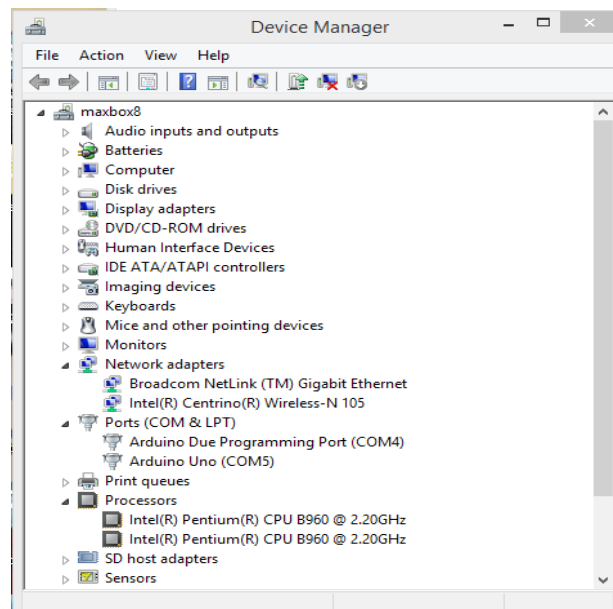 Device Manager
File Action View Help
maxbox8
Audio inputs and outputs
Batteries
Computer
Disk drives
Display adapters
DVD/CD-ROM drives
Human Interface Devices
IDE ATA/ATAPI controllers
Imaging devices
Keyboards
Mice and other pointing devices
Monitors
Network adapters
Broadcom NetLink (TM) Gigabit Ethernet
Intel(R) Centrino(R) Wireless-N 105
Ports (COM & LPT)
Arduino Due Programming Port (COM4)
Arduino Uno (COM5)
Print queues
Processors
Intel(R) Pentium(R) CPU B960 @ 2.20GHz
Intel(R) Pentium(R) CPU B960 @ 2.20GHz
SD host adapters
Sensors